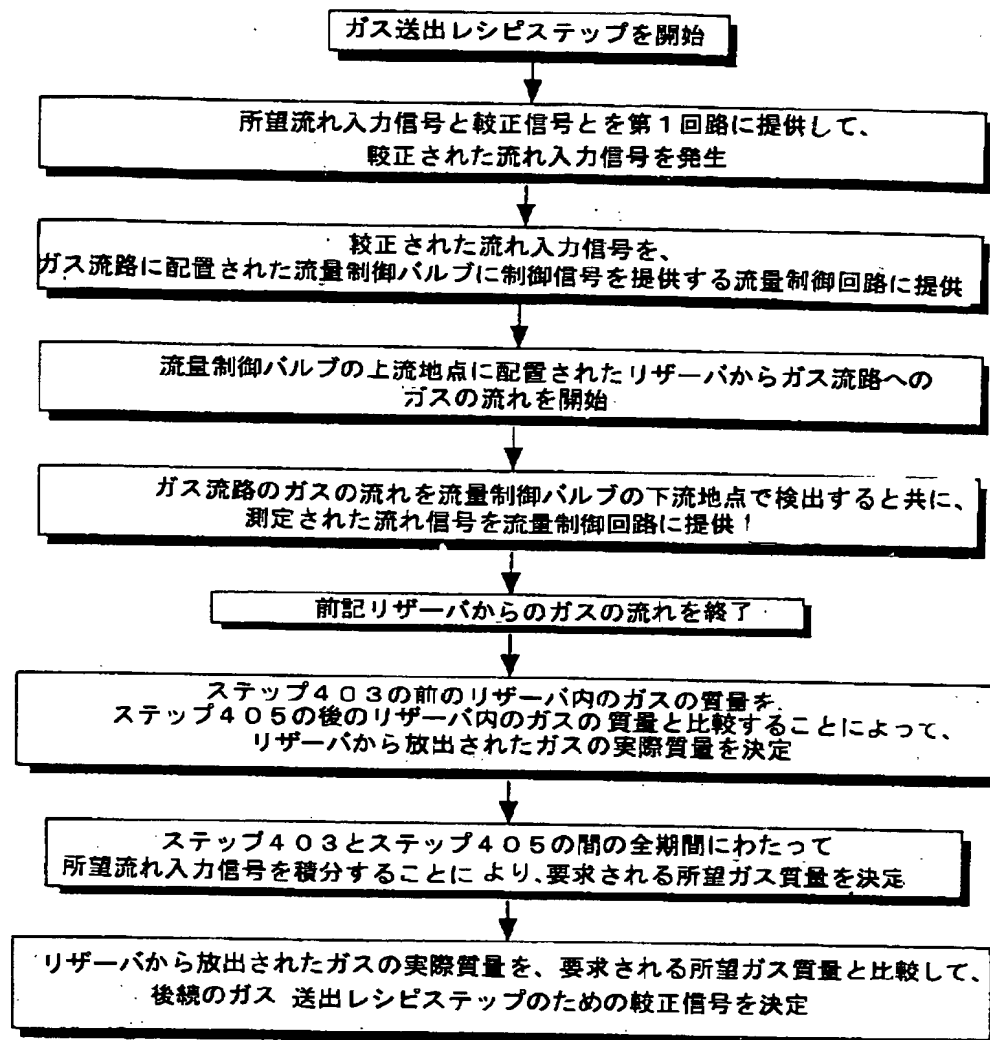 ガス送出レシピステップを開始
所望流れ入力信号と較正信号とを第1回路に提供して、
較正された流れ入力信号を発生
較正された流れ入力信号を、
ガス流路に配置された流量制御バルブに制御信号を提供する流量制御回路に提供
流量制御バルブの上流地点に配置されたリザーバからガス流路への
ガスの流れを開始
ガス流路のガスの流れを流量制御バルブの下流地点で検出すると共に、
測定された流れ信号を流量制御回路に提供
前記リザーバからのガスの流れを終了
ステップ403の前のリザーバ内のガスの質量を
ステップ405の後のリザーバ内のガスの質量と比較することによって、
リザーバから放出されたガスの実際質量を決定
ステップ403とステップ405の間の全期間にわたって
所望流れ入力信号を積分することにより、要求される所望ガス質量を決定
リザーバから放出されたガスの実際質量を、要求される所望ガス質量と比較して、
後続のガス 送出レシピステップのための較正信号を決定